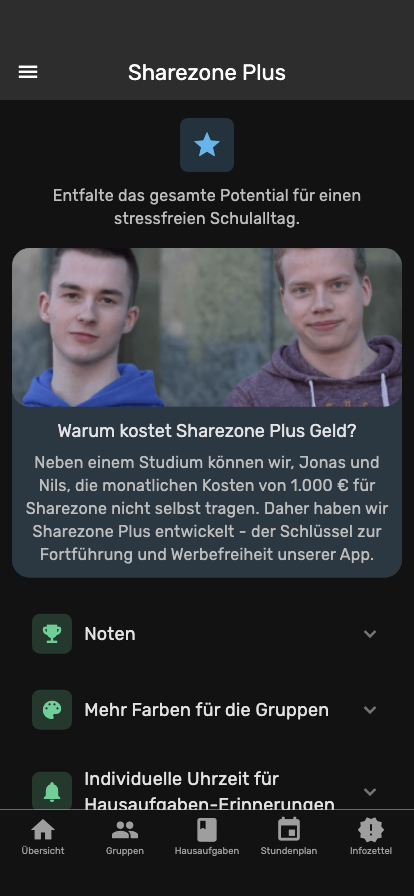 Sharezone Plus
Entfalte das gesamte Potential für einen
stressfreien Schulalltag.
Warum kostet Sharezone Plus Geld?
Neben einem Studium können wir, Jonas und
Nils, die monatlichen Kosten von 1.000 € für
Sharezone nicht selbst tragen. Daher haben wir
Sharezone Plus entwickelt - der Schlüssel zur
Fortführung und Werbefreiheit unserer App.
Noten
Mehr Farben für die Gruppen
Individuelle Uhrzeit für
Hausaufgaben-Erinnerungen
Übersicht
Gruppen
Hausaufgaben
Stundenplan
Infozettel